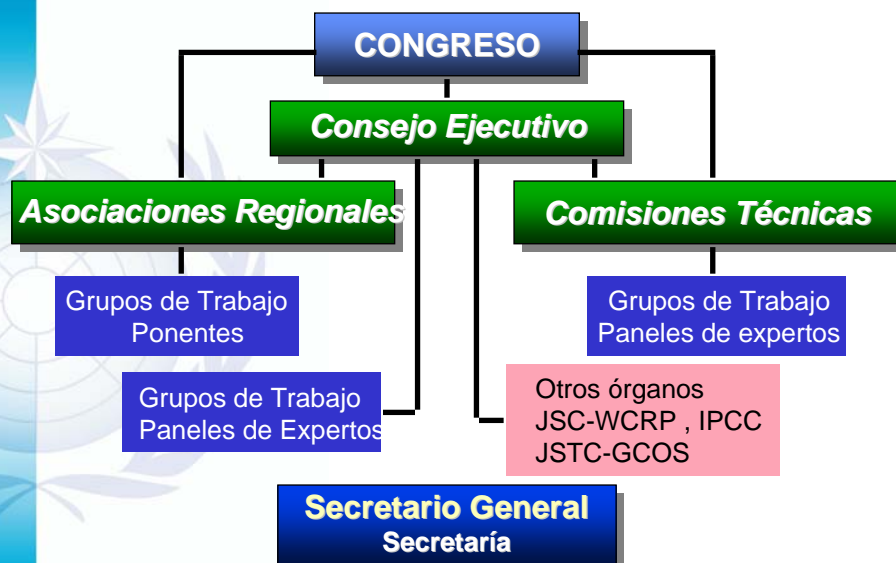 CONGRESO
Consejo Ejecutivo
Asociaciones Regionales
Comisiones Técnicas
Grupos de Trabajo
Ponentes
Grupos de Trabajo
Paneles de expertos
Grupos de Trabajo
Paneles de Expertos
Otros órganos
JSC-WCRP , IPCC
JSTC-GCOS
Secretario General
Secretaría